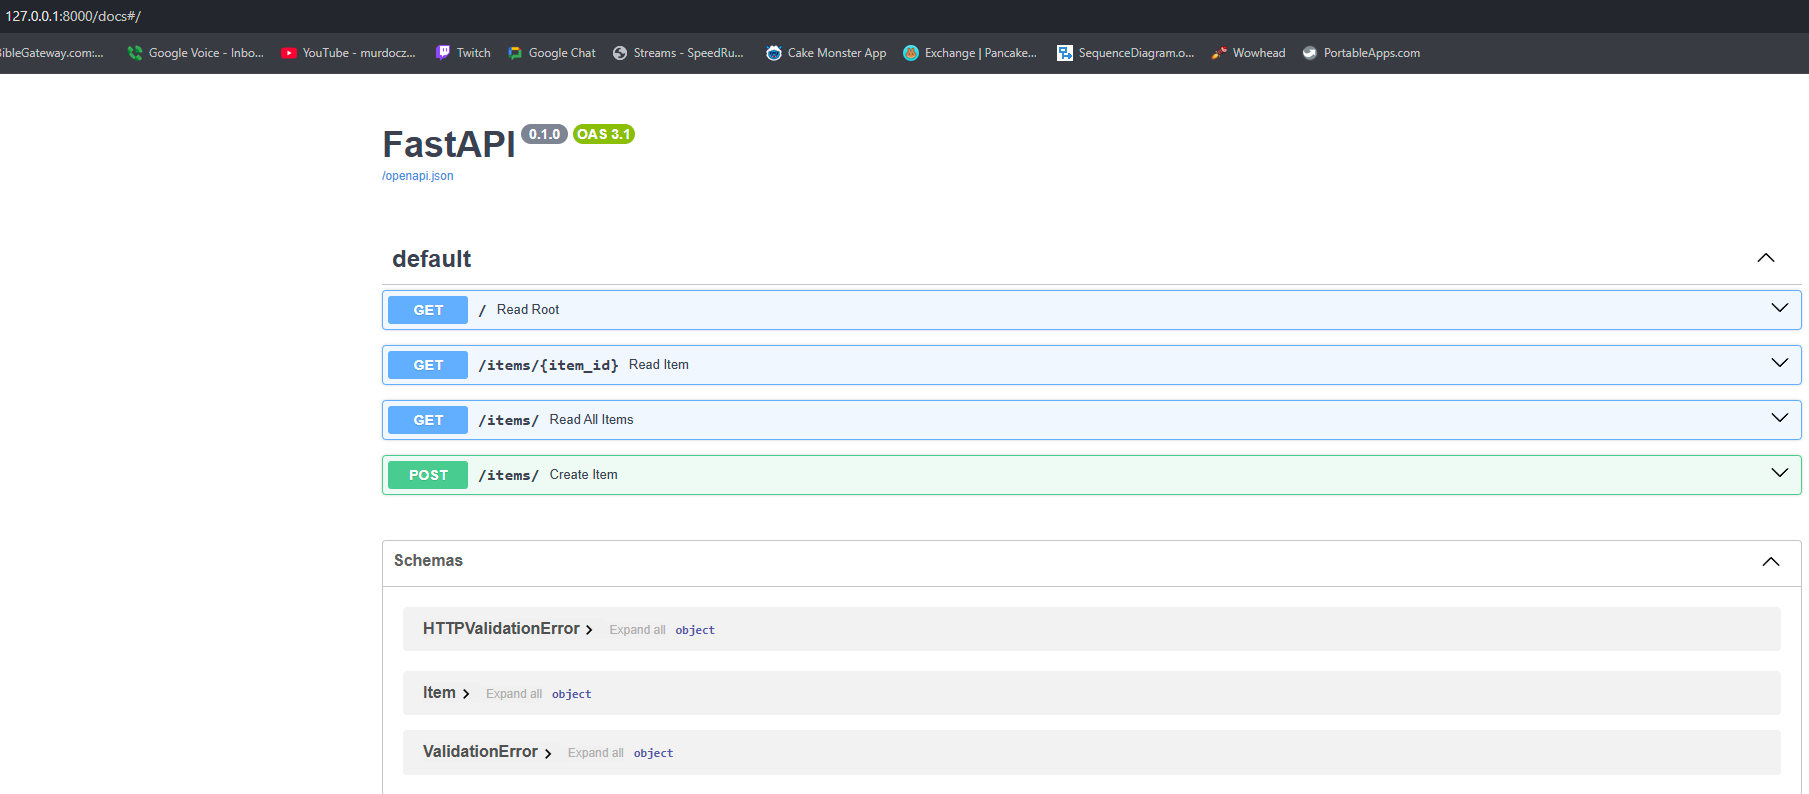 127.0.0.1:8000/docs#/
BibleGateway.com:... Google Voice - Inbo... YouTube - murdocz... Twitch Google Chat Streams - SpeedRu... Cake Monster App Exchange | Pancake... SequenceDiagram.o... Wowhead PortableApps.com
FastAPI 0.1.0 OAS 3.1
/openapi.json
default
GET / Read Root
GET /items/{item_id} Read Item
GET /items/ Read All Items
POST /items/ Create Item
Schemas
HTTPValidationError Expand all object
Item Expand all object
ValidationError Expand all object